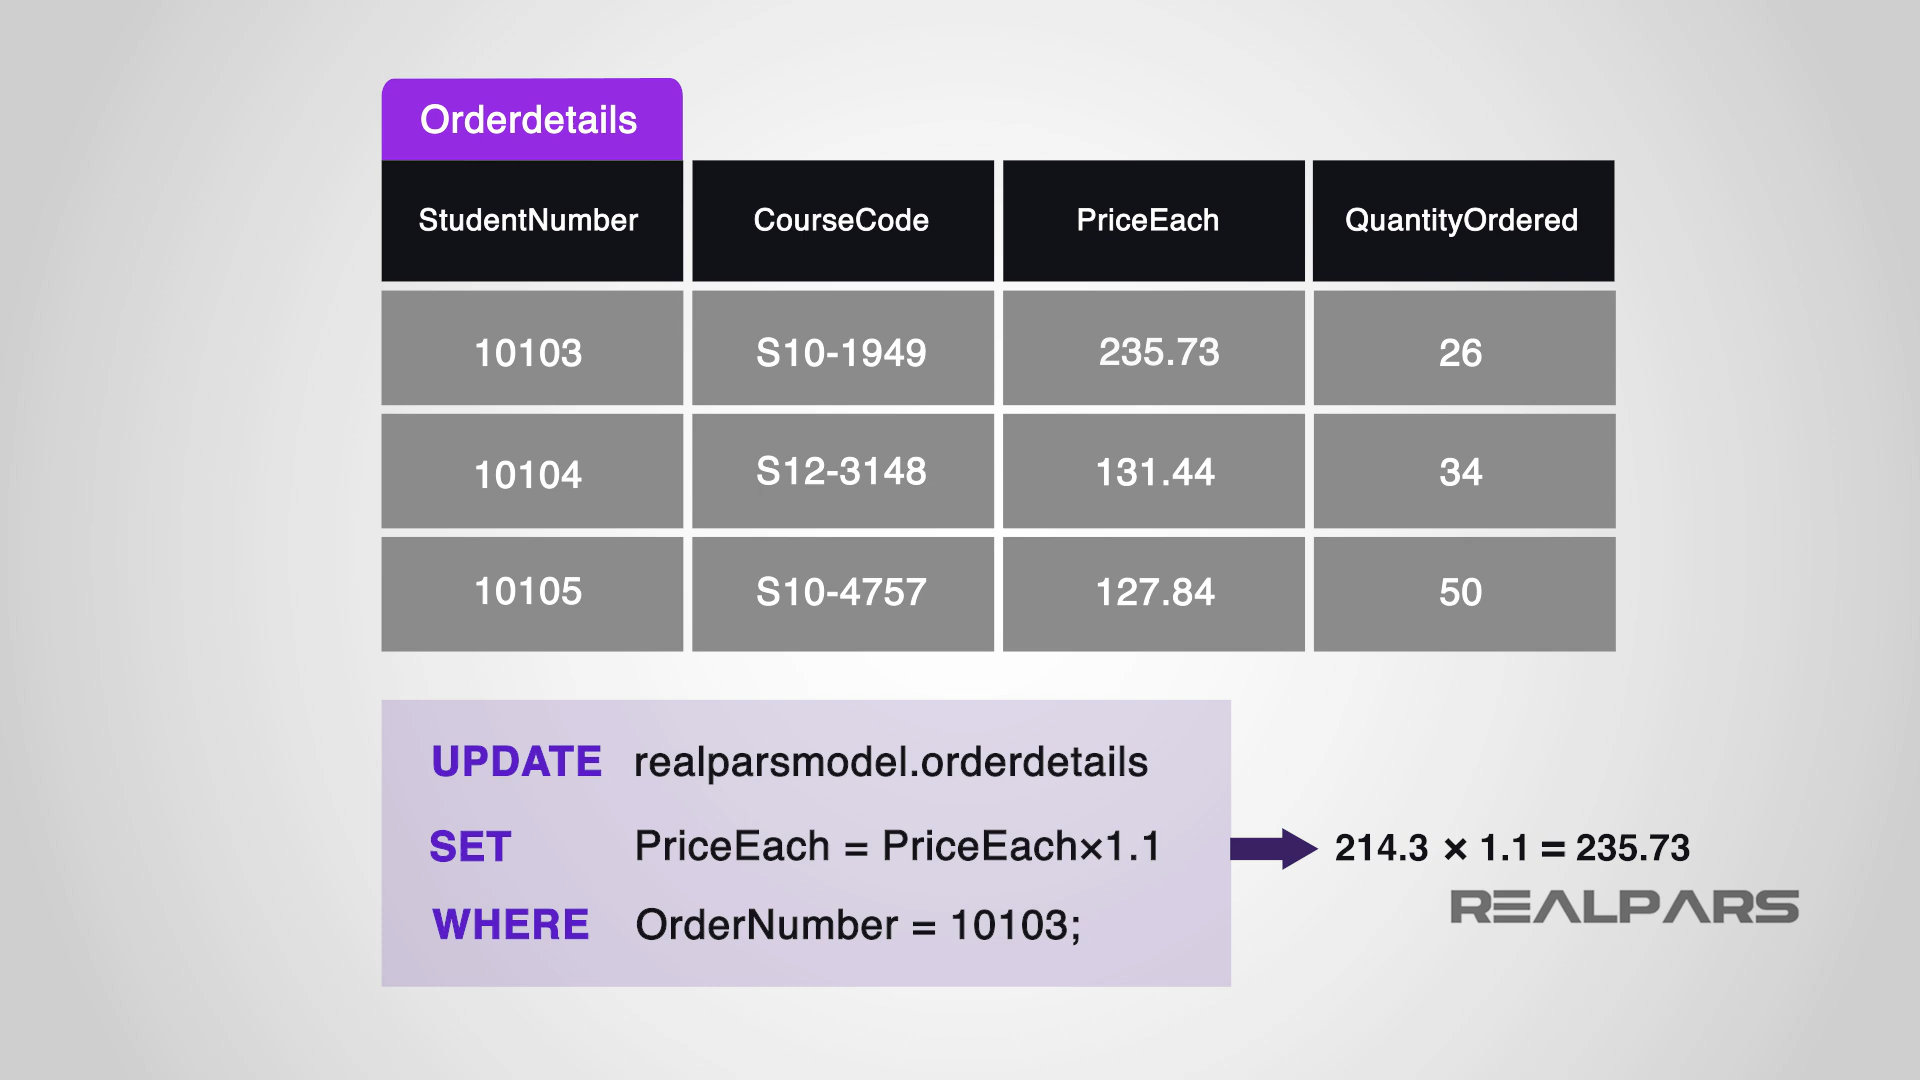 Orderdetails
StudentNumber CourseCode PriceEach QuantityOrdered
10103 S10-1949 235.73 26
10104 S12-3148 131.44 34
10105 S10-4757 127.84 50
UPDATE realparsmodel.orderdetails
SET PriceEach = PriceEach×1.1 214.3 × 1.1 = 235.73
REALPARS
WHERE OrderNumber = 10103;